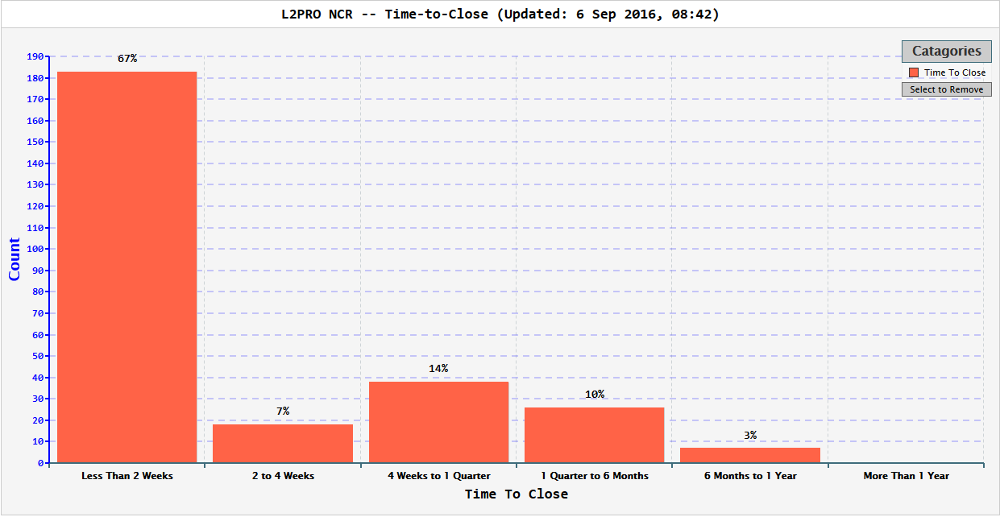 L2PRO NCR -- Time-to-Close (Updated: 6 Sep 2016, 08:42)
Catagories
Time To Close
Select to Remove
190
180
170
160
150
140
130
120
110
100
90
80
70
60
50
40
30
20
10
0
Count
67%
7%
14%
10%
3%
Less Than 2 Weeks
2 to 4 Weeks
4 Weeks to 1 Quarter
1 Quarter to 6 Months
6 Months to 1 Year
More Than 1 Year
Time To Close